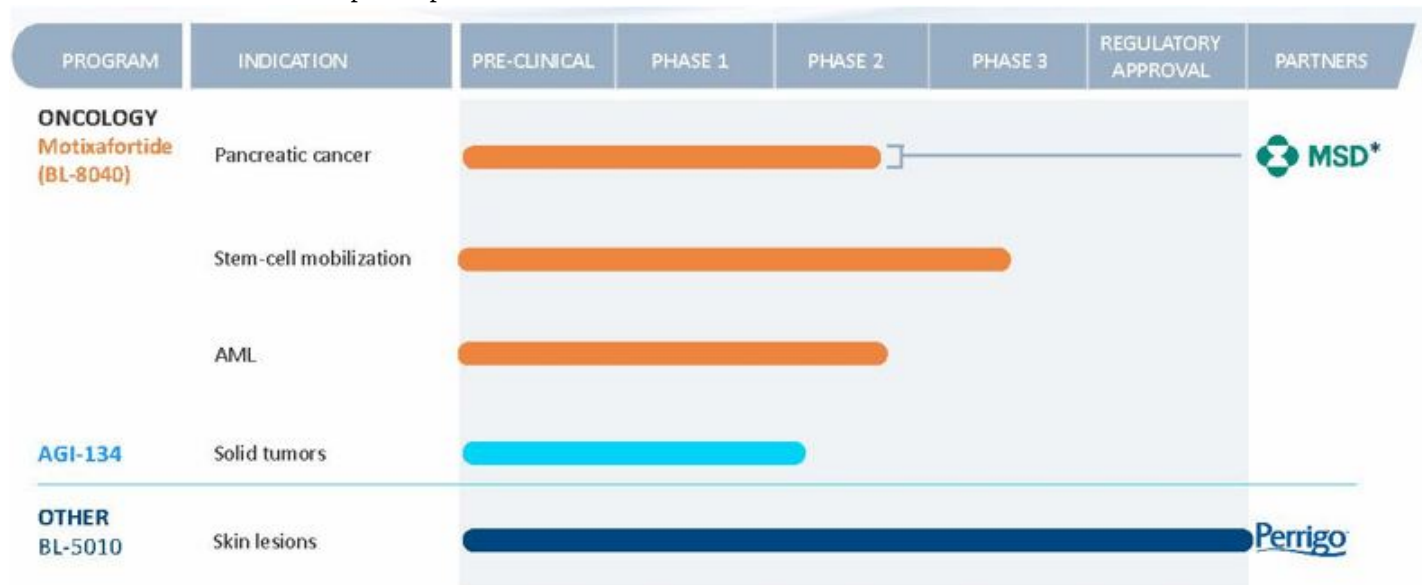 PROGRAM INDICATION PRE-CLINICAL PHASE 1 PHASE 2 PHASE 3 REGULATORY APPROVAL PARTNERS
ONCOLOGY
Motixafortide
(BL-8040)
Pancreatic cancer
MSD*
Stem-cell mobilization
AML
AGI-134 Solid tumors
OTHER
BL-5010
Skin lesions
Perrigo